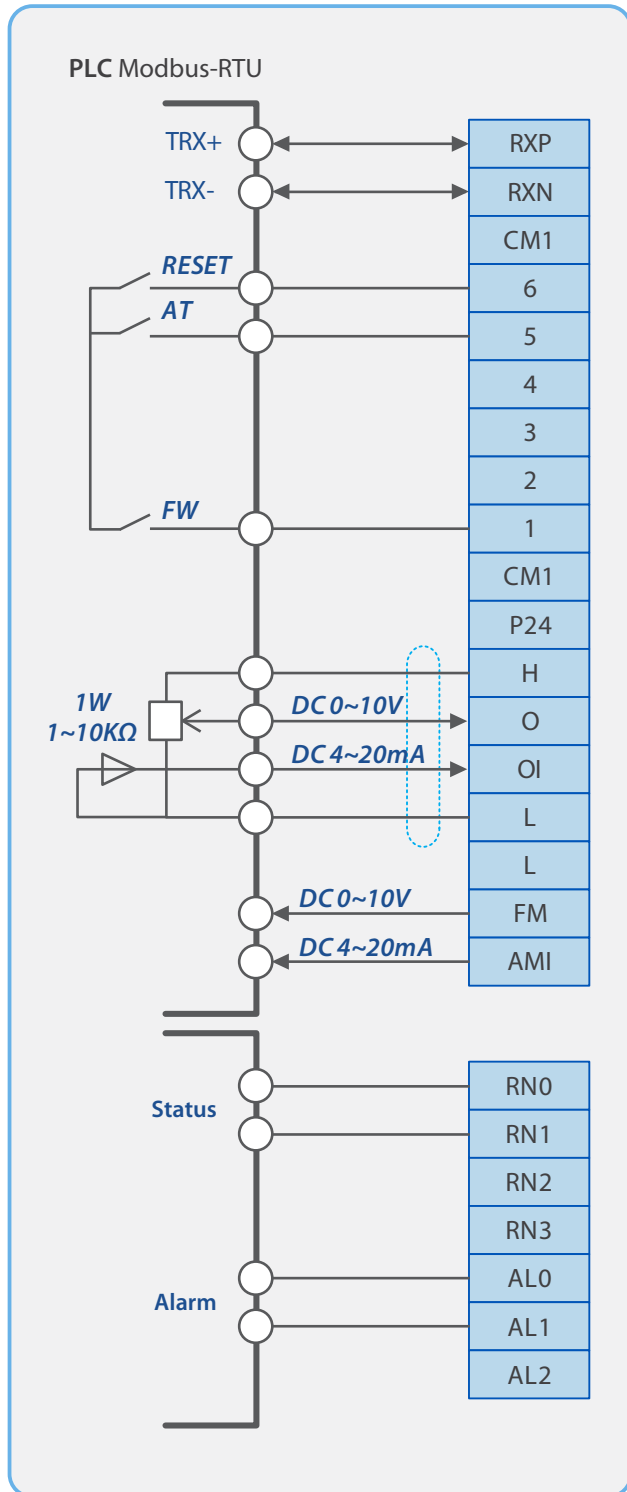 PLC Modbus-RTU
TRX+
RXP
TRX-
RXN
CM1
RESET
6
AT
5
4
3
2
FW
1
CM1
P24
H
1W
1~10KΩ
DC 0~10V
O
DC 4~20mA
OI
L
L
DC 0~10V
FM
DC 4~20mA
AMI
Status
RN0
RN1
RN2
RN3
Alarm
AL0
AL1
AL2